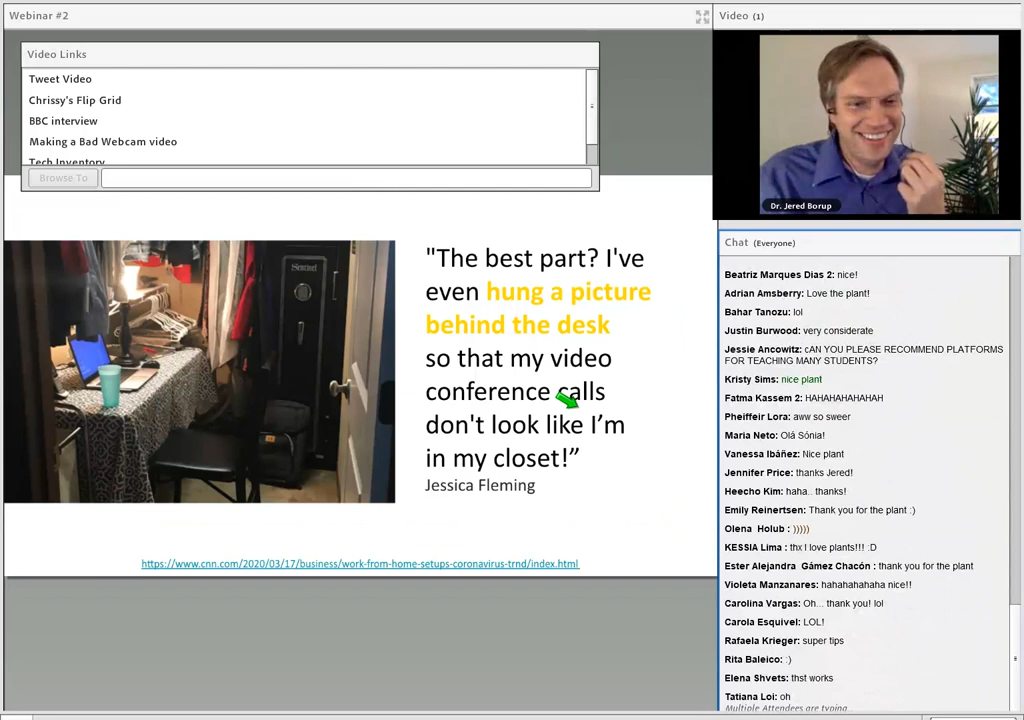 Webinar #2
Video Links
Tweet Video
Chrissy's Flip Grid
BBC interview
Making a Bad Webcam video
Tech Inventory
Browse To
Sentinel
"The best part? I've
even hung a picture
behind the desk
so that my video
conference calls
don't look like I’m
in my closet!”
Jessica Fleming
https://www.cnn.com/2020/03/17/business/work-from-home-setups-coronavirus-trnd/index.html
Video (1)
Dr. Jered Borup
Chat (Everyone)
Beatriz Marques Dias 2: nice!
Adrian Amsberry: Love the plant!
Bahar Tanozu: lol
Justin Burwood: very considerate
Jessie Ancowitz: cAN YOU PLEASE RECOMMEND PLATFORMS
FOR TEACHING MANY STUDENTS?
Kristy Sims: nice plant
Fatma Kassem 2: HAHAHAHAHAH
Pheiffeir Lora: aww so sweer
Maria Neto: Olá Sónia!
Vanessa Ibáñez: Nice plant
Jennifer Price: thanks Jered!
Heecho Kim: haha.. thanks!
Emily Reinertsen: Thank you for the plant :)
Olena Holub : )))))
KESSIA Lima : thx I love plants!!! :D
Ester Alejandra Gámez Chacón : thank you for the plant
Violeta Manzanares: hahahahahaha nice!!
Carolina Vargas: Oh... thank you! lol
Carola Esquivel: LOL!
Rafaela Krieger: super tips
Rita Baleico: :)
Elena Shvets: thst works
Tatiana Loi: oh
Multiple Attendees are typing